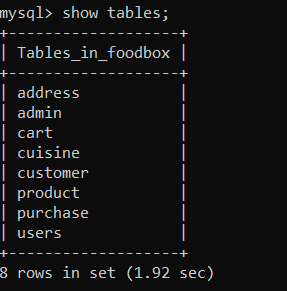 mysql> show tables;
+-------------------+
| Tables_in_foodbox |
+-------------------+
| address           |
| admin             |
| cart              |
| cuisine           |
| customer          |
| product           |
| purchase          |
| users             |
+-------------------+
8 rows in set (1.92 sec)